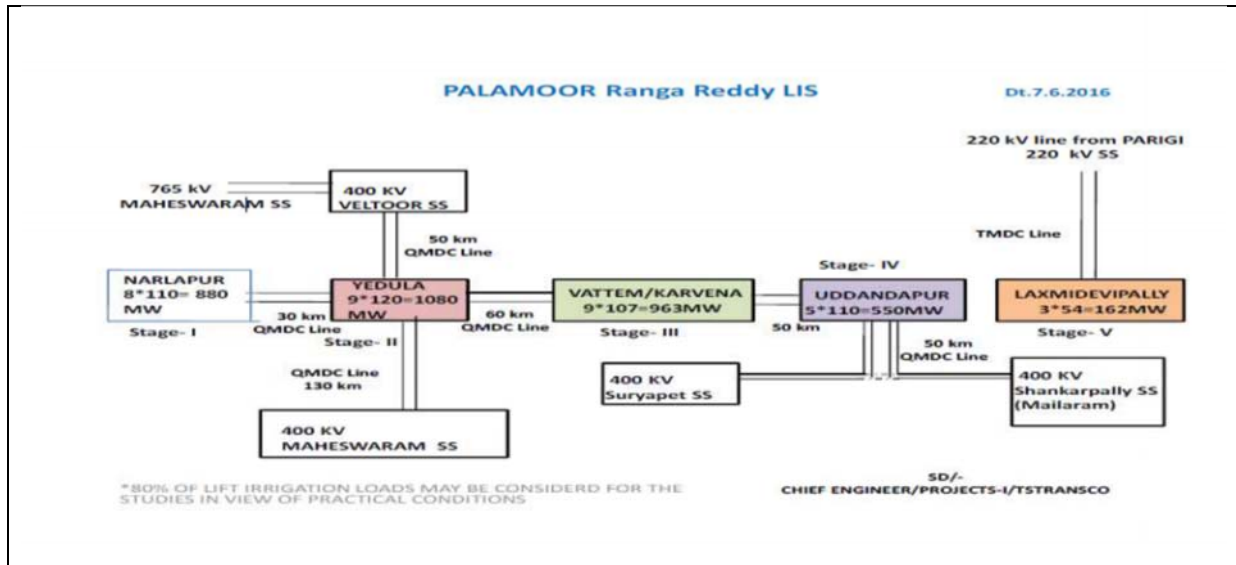 PALAMOOR Ranga Reddy LIS
Dt.7.6.2016
220 kV line from PARIGI
220 kV SS
765 kV
MAHESWARAM SS
400 KV
VELTOOR SS
50 km
QMDC Line
TMDC Line
NARLAPUR
8*110= 880
MW
Stage- I
30 km
QMDC Line
YEDULA
9*120=1080
MW
Stage- II
60 km
QMDC Line
VATTEM/KARVENA
9*107=963MW
Stage- III
50 km
Stage- IV
UDDANDAPUR
5*110=550MW
LAXMIDEVIPALLY
3*54=162MW
Stage- V
50 km
QMDC Line
QMDC Line
130 km
400 KV
Suryapet SS
400 KV
Shankarpally SS
(Mailaram)
400 KV
MAHESWARAM SS
*80% OF LIFT IRRIGATION LOADS MAY BE CONSIDERD FOR THE
STUDIES IN VIEW OF PRACTICAL CONDITIONS
SD/-
CHIEF ENGINEER/PROJECTS-I/TSTRANSCO